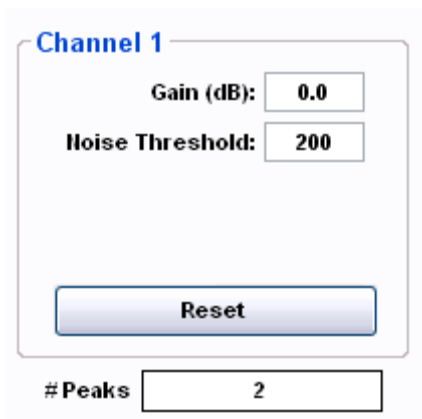 Channel 1
Gain (dB): 0.0
Noise Threshold: 200
Reset
# Peaks 2